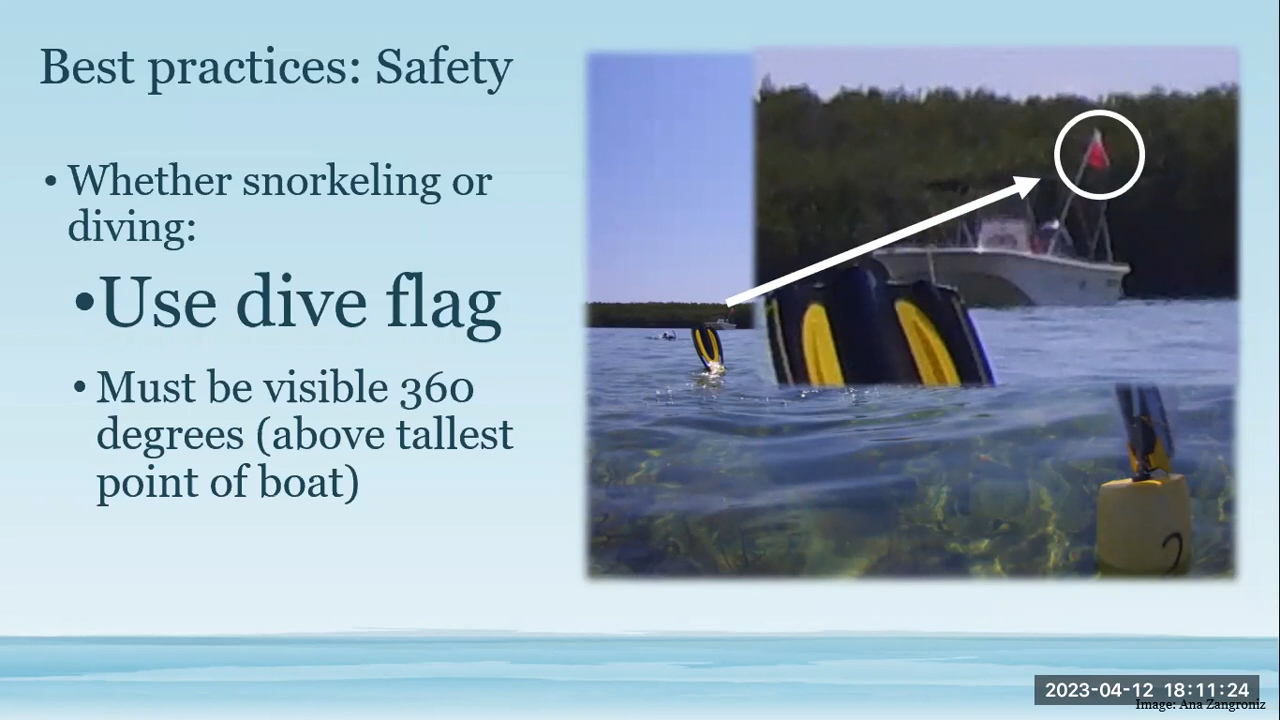 Best practices: Safety
• Whether snorkeling or
diving:
•Use dive flag
• Must be visible 360
degrees (above tallest
point of boat)
2
2023-04-12 18:11:24
Image: Ana Zangroniz